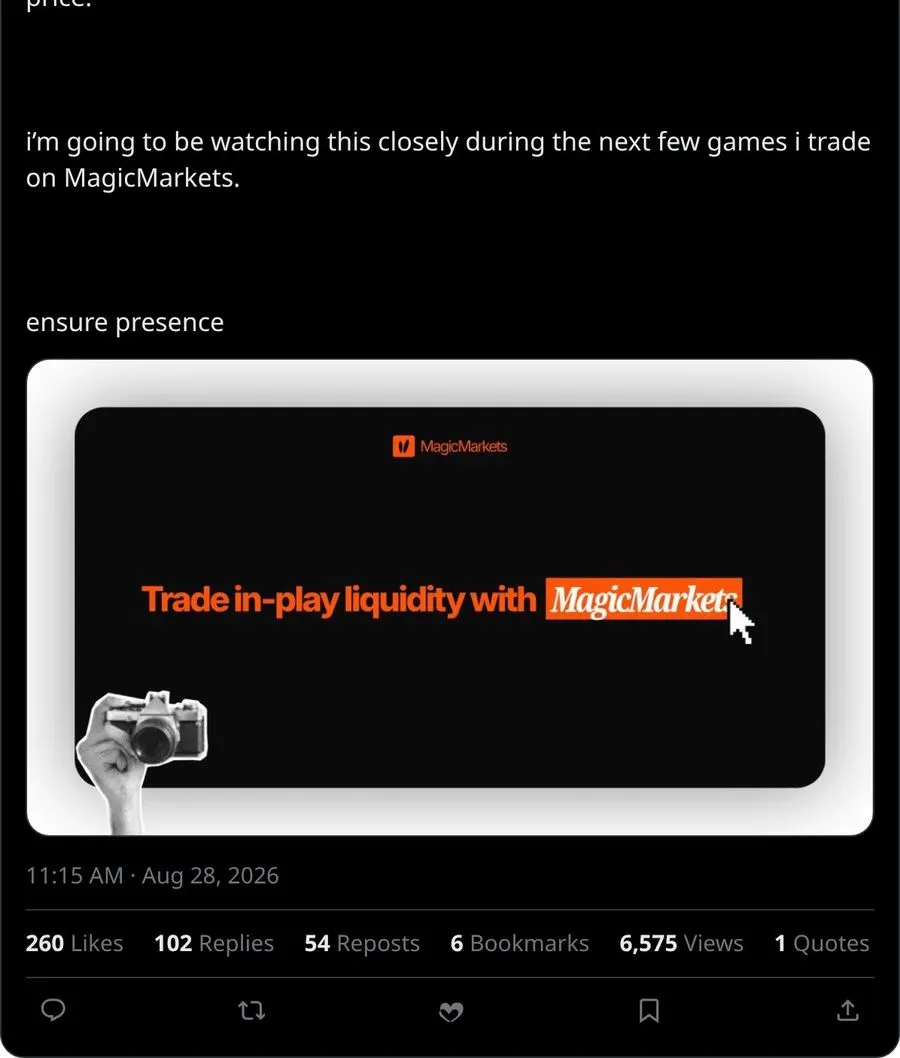 price.
i'm going to be watching this closely during the next few games i trade
on MagicMarkets.
ensure presence
MagicMarkets
Trade in-play liquidity with MagicMarkets
11:15 AM · Aug 28, 2026
260 Likes 102 Replies 54 Reposts 6 Bookmarks 6,575 Views 1 Quotes